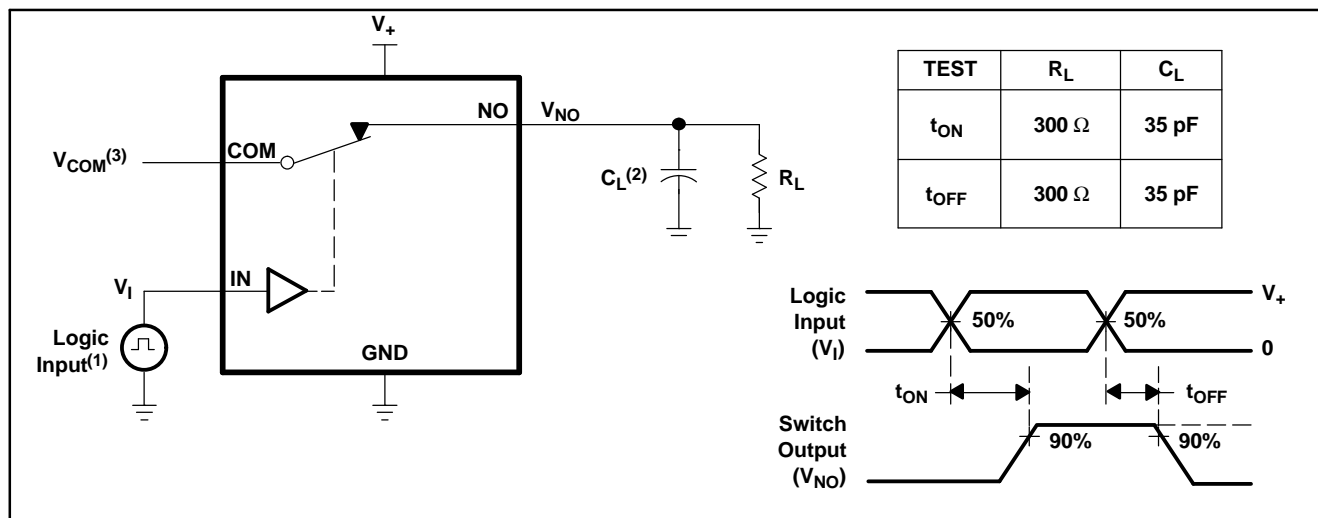 V+
NO
VNO
COM
VCOM(3)
CL(2)
RL
IN
VI
Logic
Input(1)
GND
TEST RL CL
tON 300 Ω 35 pF
tOFF 300 Ω 35 pF
Logic
Input
(VI)
50%
50%
V+
0
tON
tOFF
Switch
Output
(VNO)
90%
90%